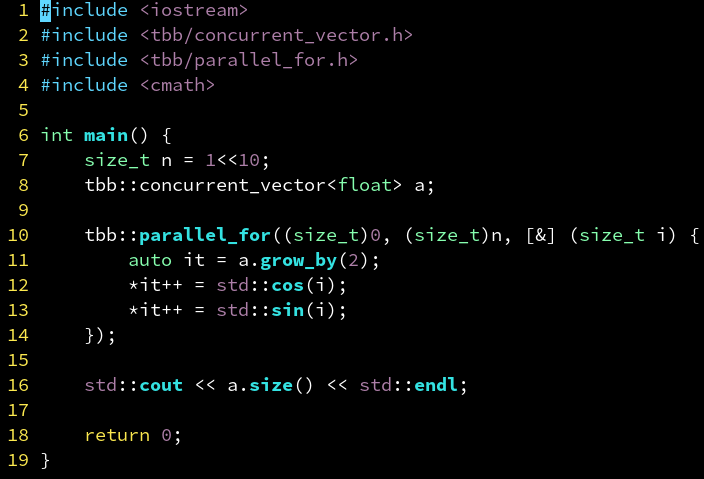 1 #include <iostream>
2 #include <tbb/concurrent_vector.h>
3 #include <tbb/parallel_for.h>
4 #include <cmath>
5
6 int main() {
7     size_t n = 1<<10;
8     tbb::concurrent_vector<float> a;
9
10     tbb::parallel_for((size_t)0, (size_t)n, [&] (size_t i) {
11         auto it = a.grow_by(2);
12         *it++ = std::cos(i);
13         *it++ = std::sin(i);
14     });
15
16     std::cout << a.size() << std::endl;
17
18     return 0;
19 }